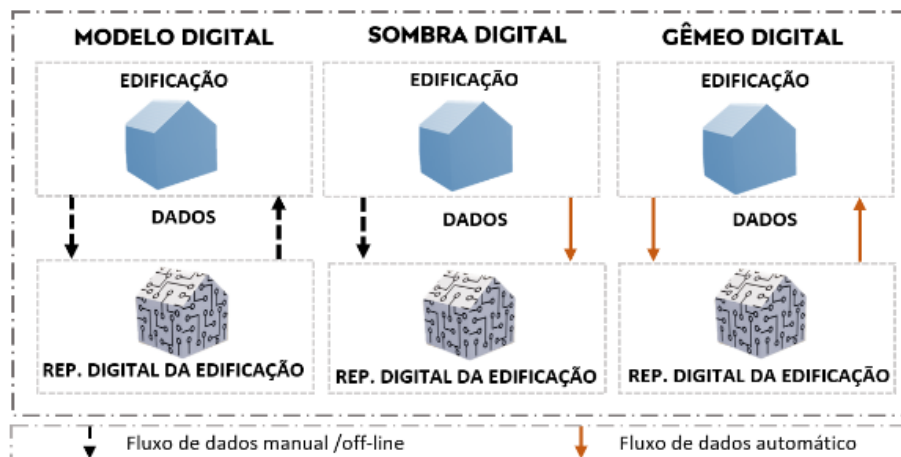 MODELO DIGITAL
EDIFICAÇÃO
DADOS
REP. DIGITAL DA EDIFICAÇÃO
SOMBRA DIGITAL
EDIFICAÇÃO
DADOS
REP. DIGITAL DA EDIFICAÇÃO
GÊMEO DIGITAL
EDIFICAÇÃO
DADOS
REP. DIGITAL DA EDIFICAÇÃO
Fluxo de dados manual /off-line
Fluxo de dados automático